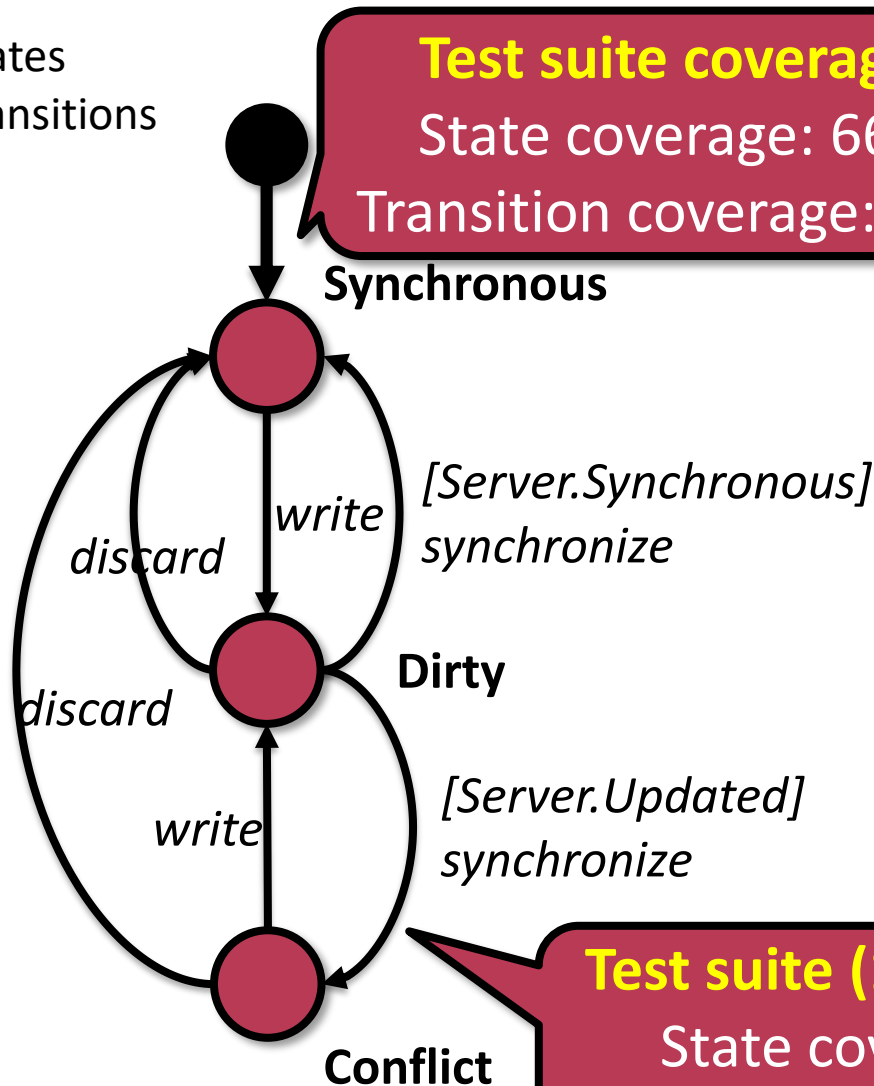 ates
ansitions
Test suite coverag
State coverage: 66
Transition coverage:
Synchronous
[Server.Synchronous]
write
synchronize
discard
Dirty
discard
[Server.Updated]
write
synchronize
Test suite (
State cov
Conflict